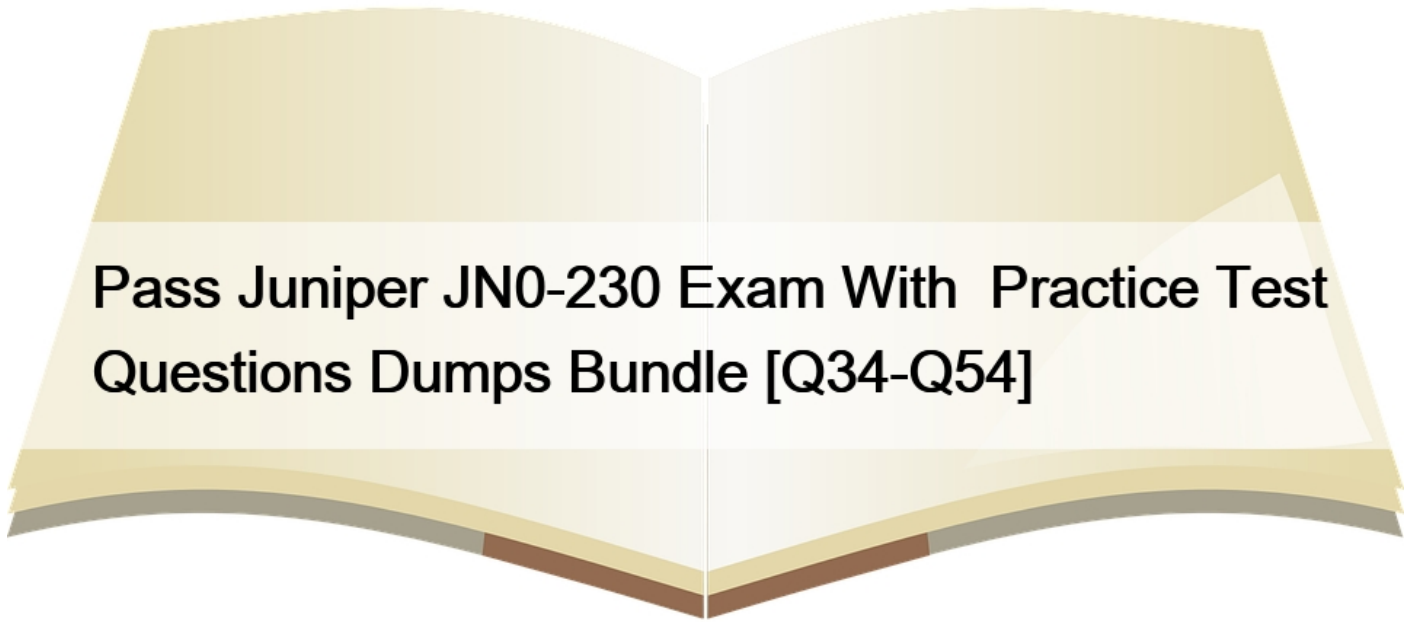 Pass Juniper JN0-230 Exam With  Practice Test
Questions Dumps Bundle [Q34-Q54]